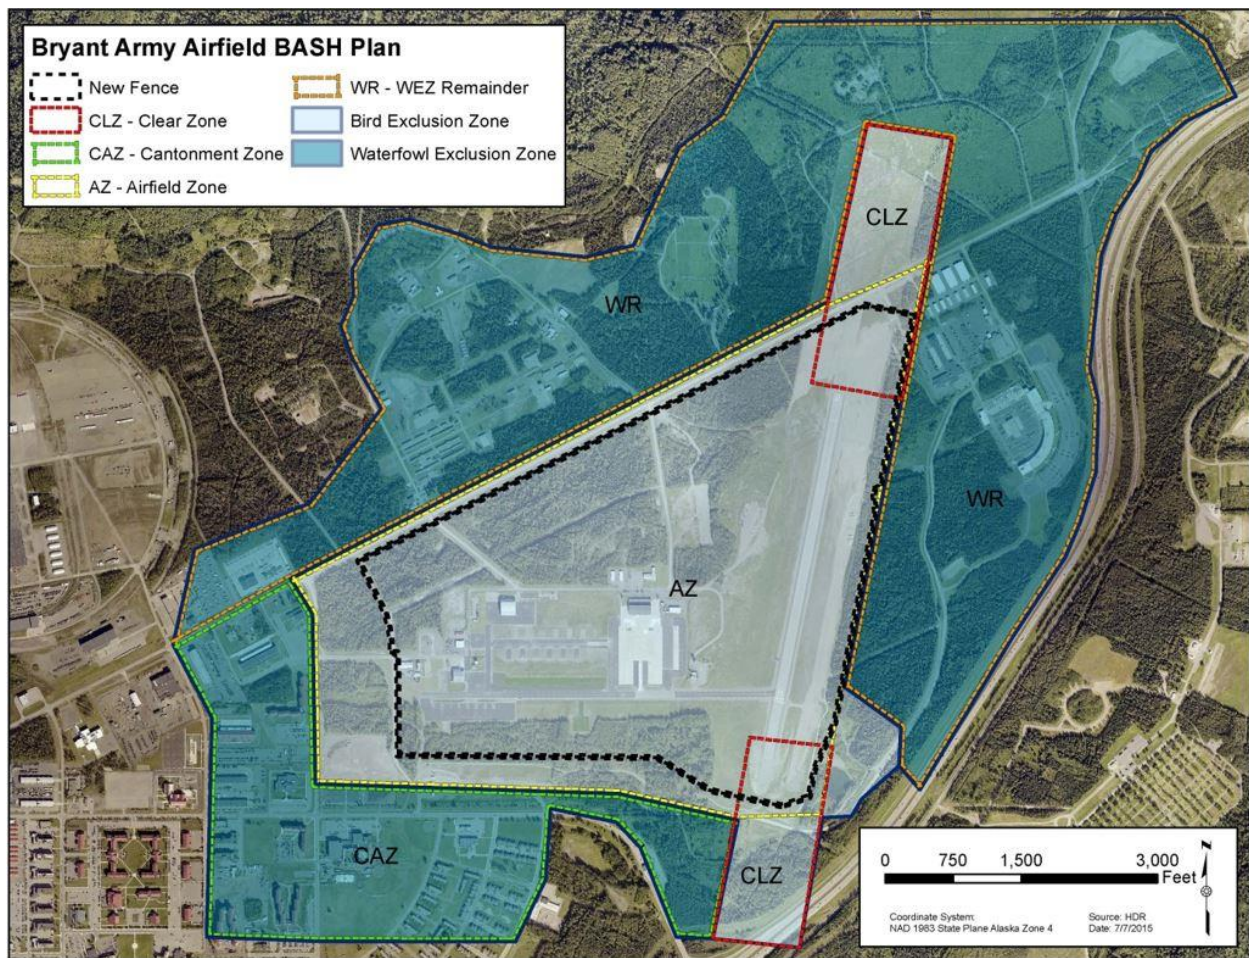 Bryant Army Airfield BASH Plan
New Fence
CLZ - Clear Zone
CAZ - Cantonment Zone
AZ - Airfield Zone
WR - WEZ Remainder
Bird Exclusion Zone
Waterfowl Exclusion Zone
CLZ
WR
WR
AZ
CAZ
CLZ
0 750 1,500 3,000
Feet
N
Coordinate System:
NAD 1983 State Plane Alaska Zone 4
Source: HDR
Date: 7/7/2015